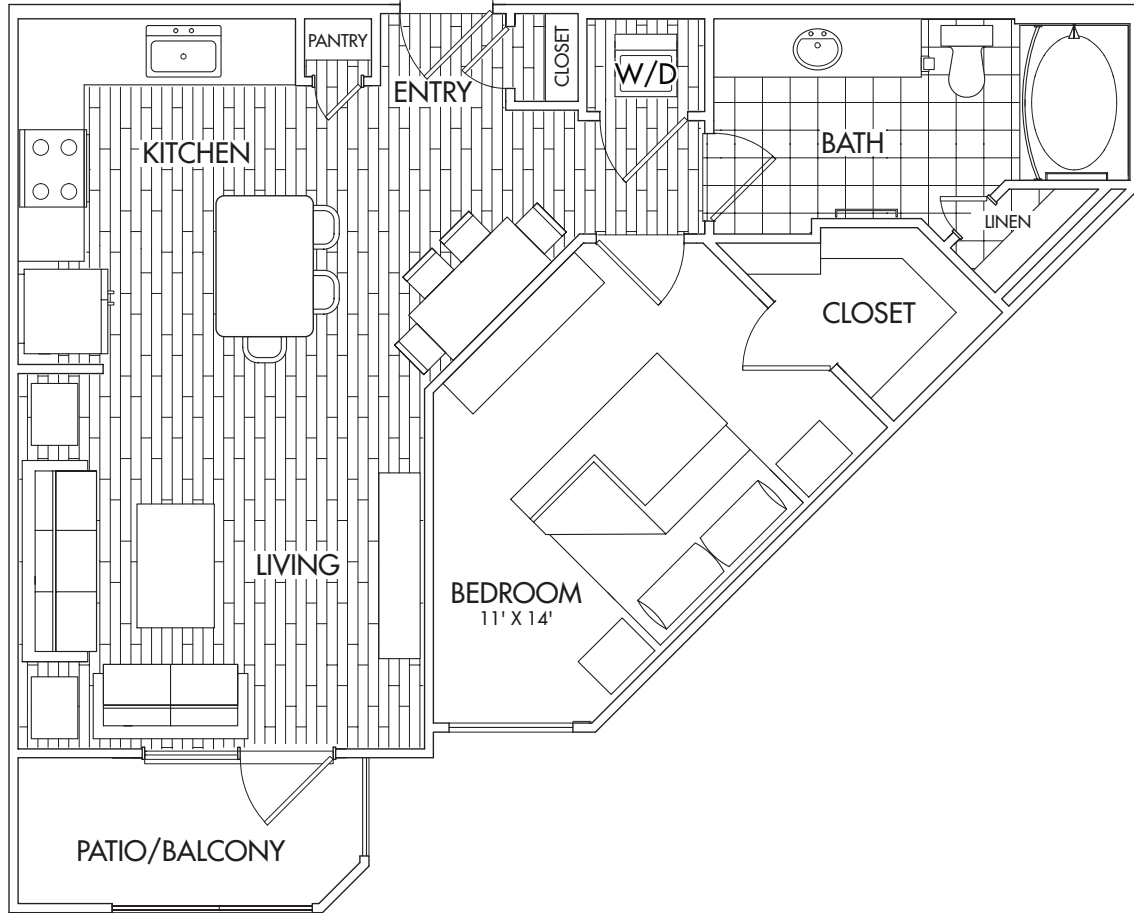 PANTRY
ENTRY
CLOSET
W/D
KITCHEN
BATH
LINEN
CLOSET
LIVING
BEDROOM
11' X 14'
PATIO/BALCONY